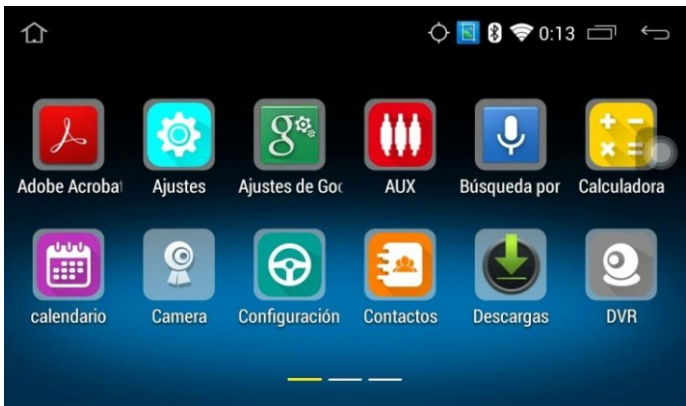 0:13
Adobe Acrobat
Ajustes
Ajustes de Goo
AUX
Búsqueda por
Calculadora
calendario
Camera
Configuración
Contactos
Descargas
DVR